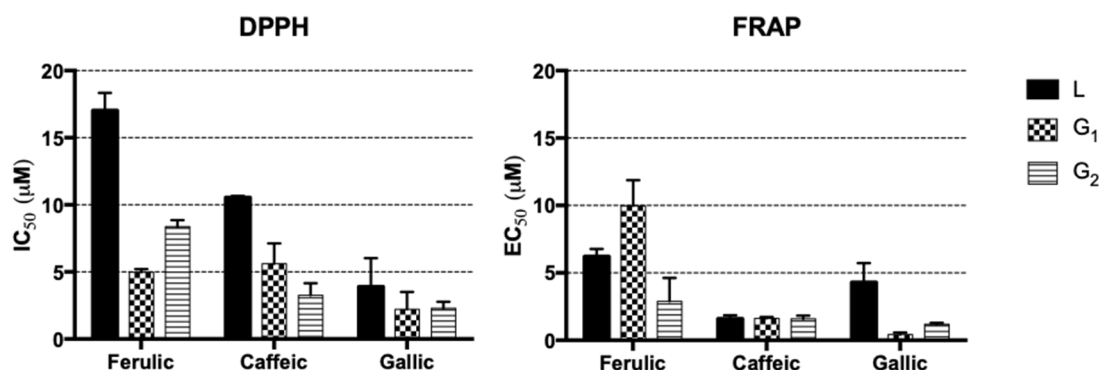 DPPH
IC50 (μM)
20
15
10
5
0
Ferulic Caffeic Gallic
FRAP
EC50 (μM)
20
15
10
5
0
Ferulic Caffeic Gallic
L
G1
G2